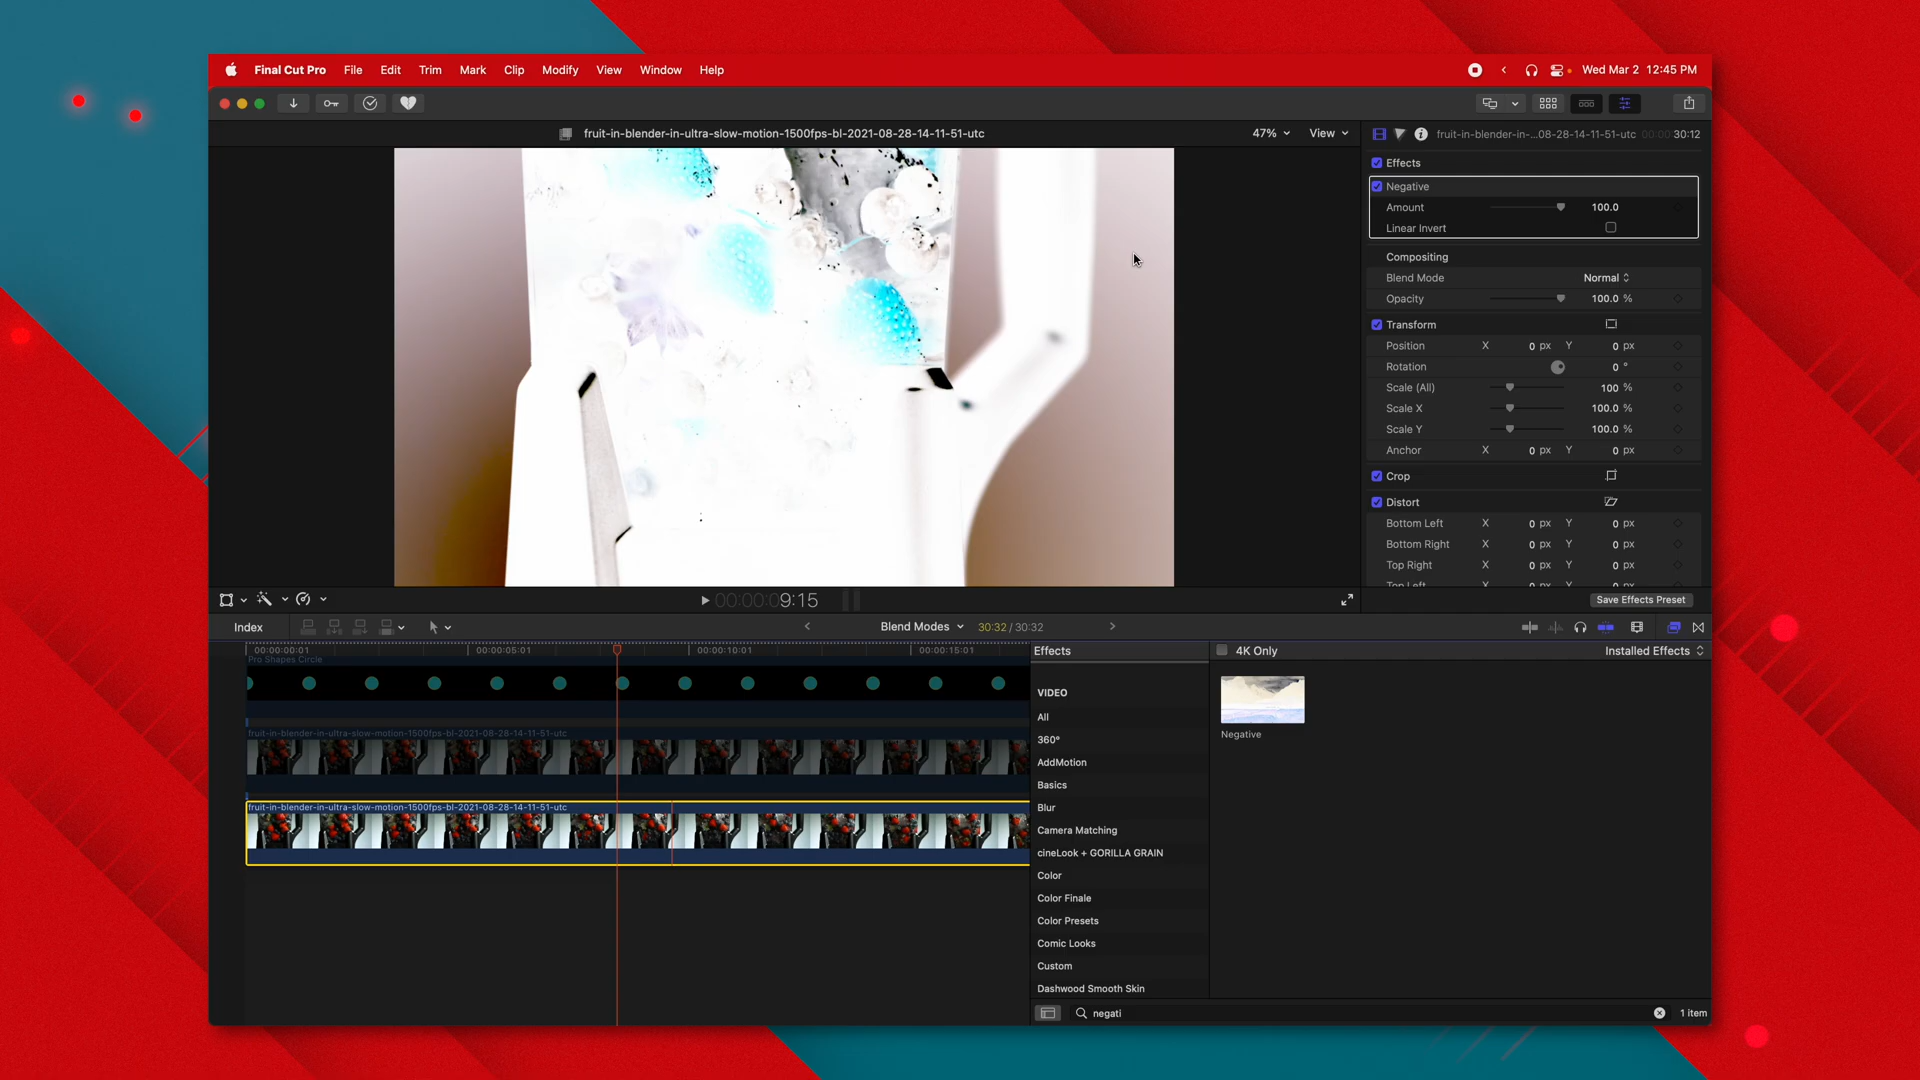 Final Cut Pro File Edit Trim Mark Clip Modify View Window Help
Wed Mar 2 12:45 PM
fruit-in-blender-in-ultra-slow-motion-1500fps-bl-2021-08-28-14-11-51-utc
47% View
fruit-in-blender-in-...08-28-14-11-51-utc 00:00 30:12
Effects
Negative
Amount 100.0
Linear Invert
Compositing
Blend Mode Normal
Opacity 100.0 %
Transform
Position X 0 px Y 0 px
Rotation 0 °
Scale (All) 100 %
Scale X 100.0 %
Scale Y 100.0 %
Anchor X 0 px Y 0 px
Crop
Distort
Bottom Left X 0 px Y 0 px
Bottom Right X 0 px Y 0 px
Top Right X 0 px Y 0 px
Top Left X 0 px Y 0 px
00:00:09:15
Save Effects Preset
Index
Blend Modes 30:32 / 30:32
00:00:00:01 00:00:05:01 00:00:10:01 00:00:15:01
Pro Shapes Circle
fruit-in-blender-in-ultra-slow-motion-1500fps-bl-2021-08-28-14-11-51-utc
fruit-in-blender-in-ultra-slow-motion-1500fps-bl-2021-08-28-14-11-51-utc
Effects
4K Only
Installed Effects
VIDEO
All
360°
AddMotion
Basics
Blur
Camera Matching
cineLook + GORILLA GRAIN
Color
Color Finale
Color Presets
Comic Looks
Custom
Dashwood Smooth Skin
Negative
negati
1 item